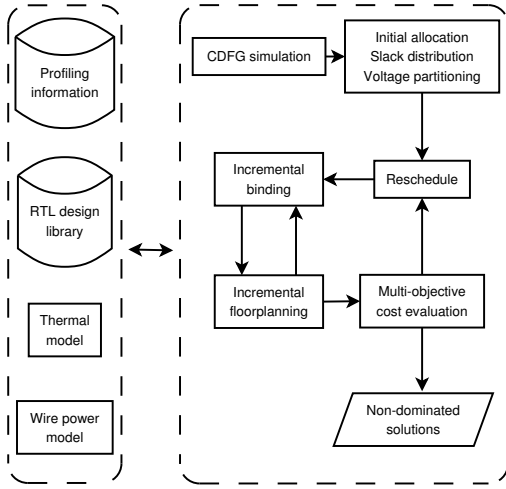 Profiling
information
RTL design
library
Thermal
model
Wire power
model
CDFG simulation
Initial allocation
Slack distribution
Voltage partitioning
Incremental
binding
Reschedule
Incremental
floorplanning
Multi-objective
cost evaluation
Non-dominated
solutions